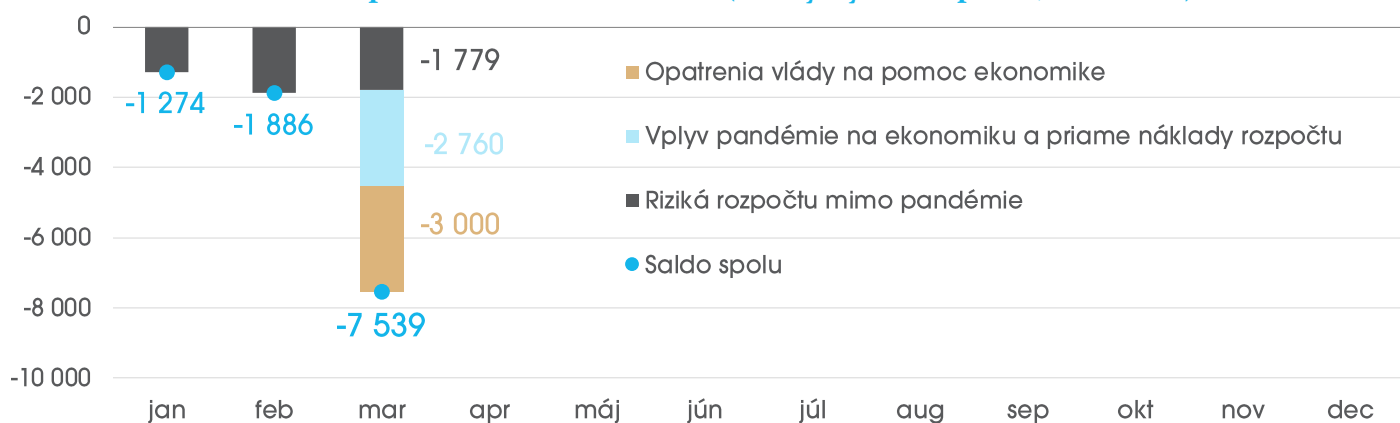 0
-2 000
-4 000
-6 000
-8 000
-10 000
-1 274
-1 886
-1 779
-2 760
-3 000
-7 539
Opatrenia vlády na pomoc ekonomike
Vplyv pandémie na ekonomiku a priame náklady rozpočtu
Riziká rozpočtu mimo pandémie
Saldo spolu
jan feb mar apr máj jún júl aug sep okt nov dec